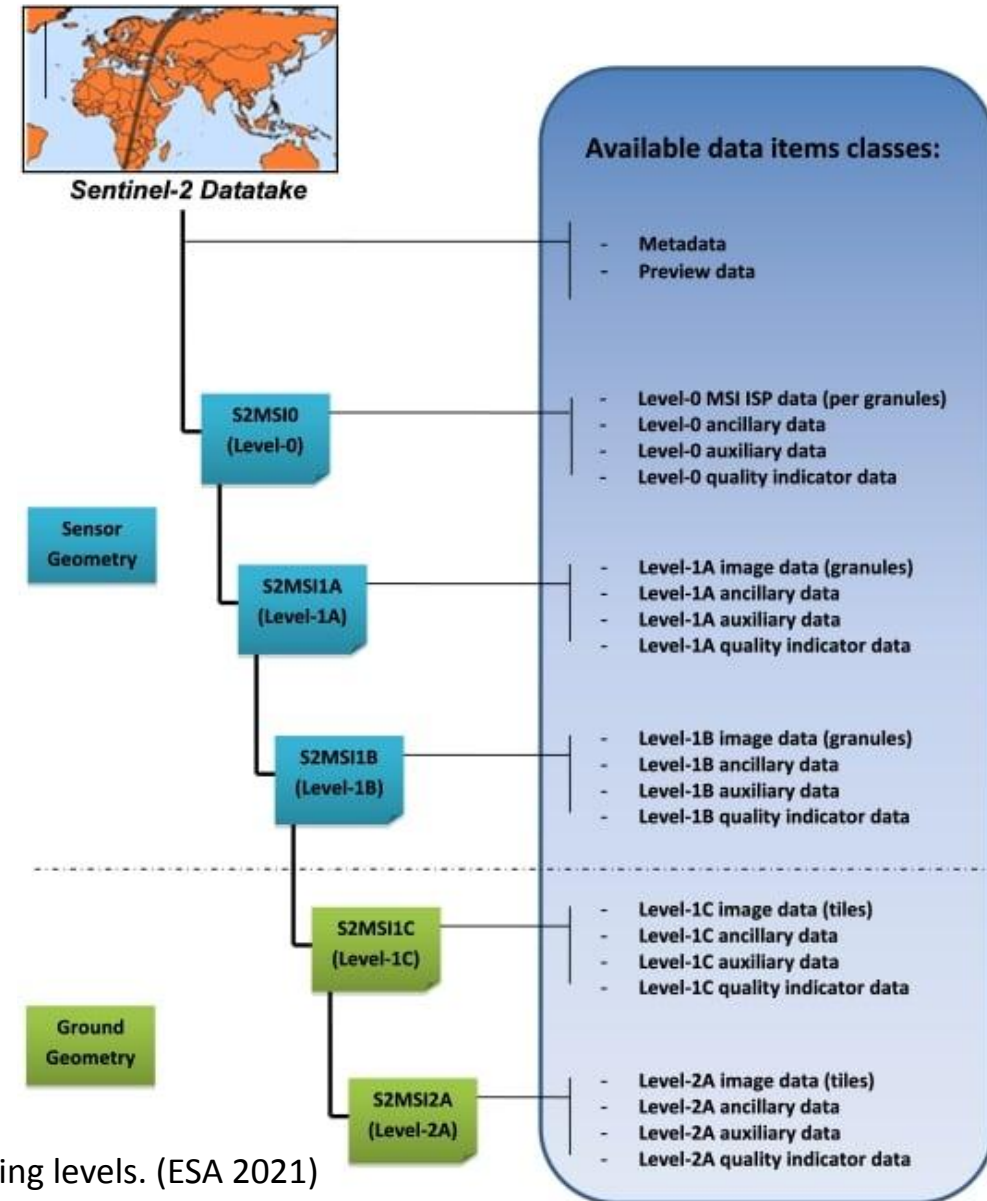 Sentinel-2 Datatake
Available data items classes:
- Metadata
- Preview data
S2MSI0
(Level-0)
- Level-0 MSI ISP data (per granules)
- Level-0 ancillary data
- Level-0 auxiliary data
- Level-0 quality indicator data
Sensor
Geometry
S2MSI1A
(Level-1A)
- Level-1A image data (granules)
- Level-1A ancillary data
- Level-1A auxiliary data
- Level-1A quality indicator data
S2MSI1B
(Level-1B)
- Level-1B image data (granules)
- Level-1B ancillary data
- Level-1B auxiliary data
- Level-1B quality indicator data
S2MSI1C
(Level-1C)
- Level-1C image data (tiles)
- Level-1C ancillary data
- Level-1C auxiliary data
- Level-1C quality indicator data
Ground
Geometry
S2MSI2A
(Level-2A)
- Level-2A image data (tiles)
- Level-2A ancillary data
- Level-2A auxiliary data
- Level-2A quality indicator data
ing levels. (ESA 2021)